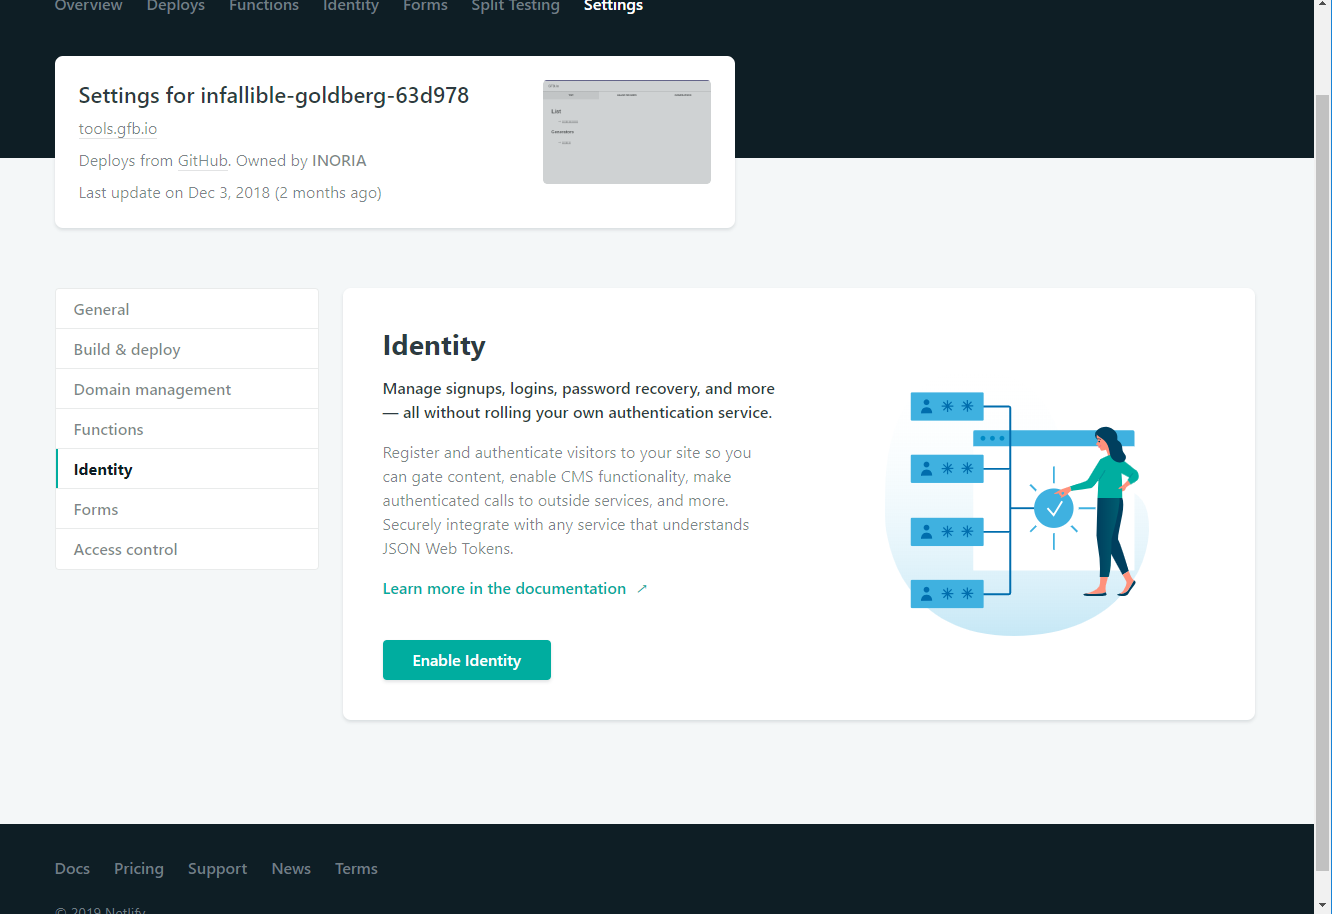 Overview Deploys Functions Identity Forms Split Testing Settings
Settings for infallible-goldberg-63d978
tools.gfb.io
Deploys from GitHub. Owned by INORIA
Last update on Dec 3, 2018 (2 months ago)
List
General
Build & deploy
Domain management
Functions
Identity
Forms
Access control
Identity
Manage signups, logins, password recovery, and more
— all without rolling your own authentication service.
Register and authenticate visitors to your site so you
can gate content, enable CMS functionality, make
authenticated calls to outside services, and more.
Securely integrate with any service that understands
JSON Web Tokens.
Learn more in the documentation ↗
Enable Identity
Docs Pricing Support News Terms
© 2019 Netlify